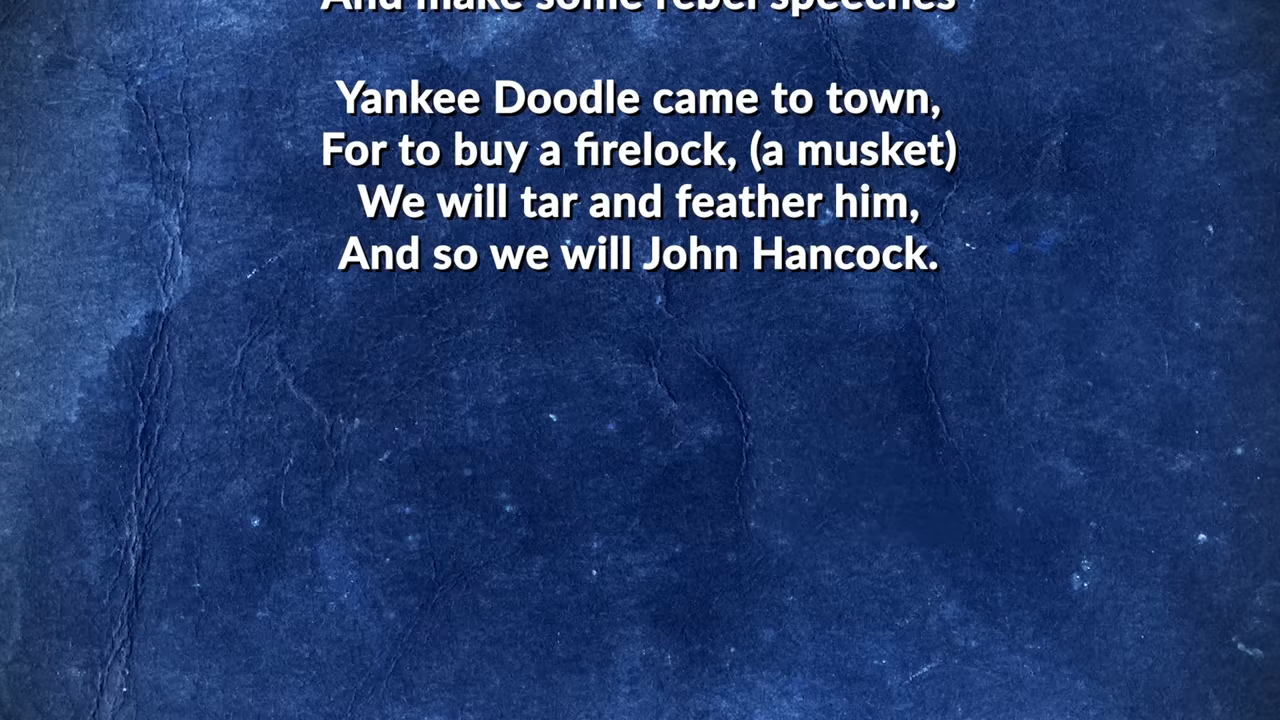 And make some rebel speeches
Yankee Doodle came to town,
For to buy a firelock, (a musket)
We will tar and feather him,
And so we will John Hancock.